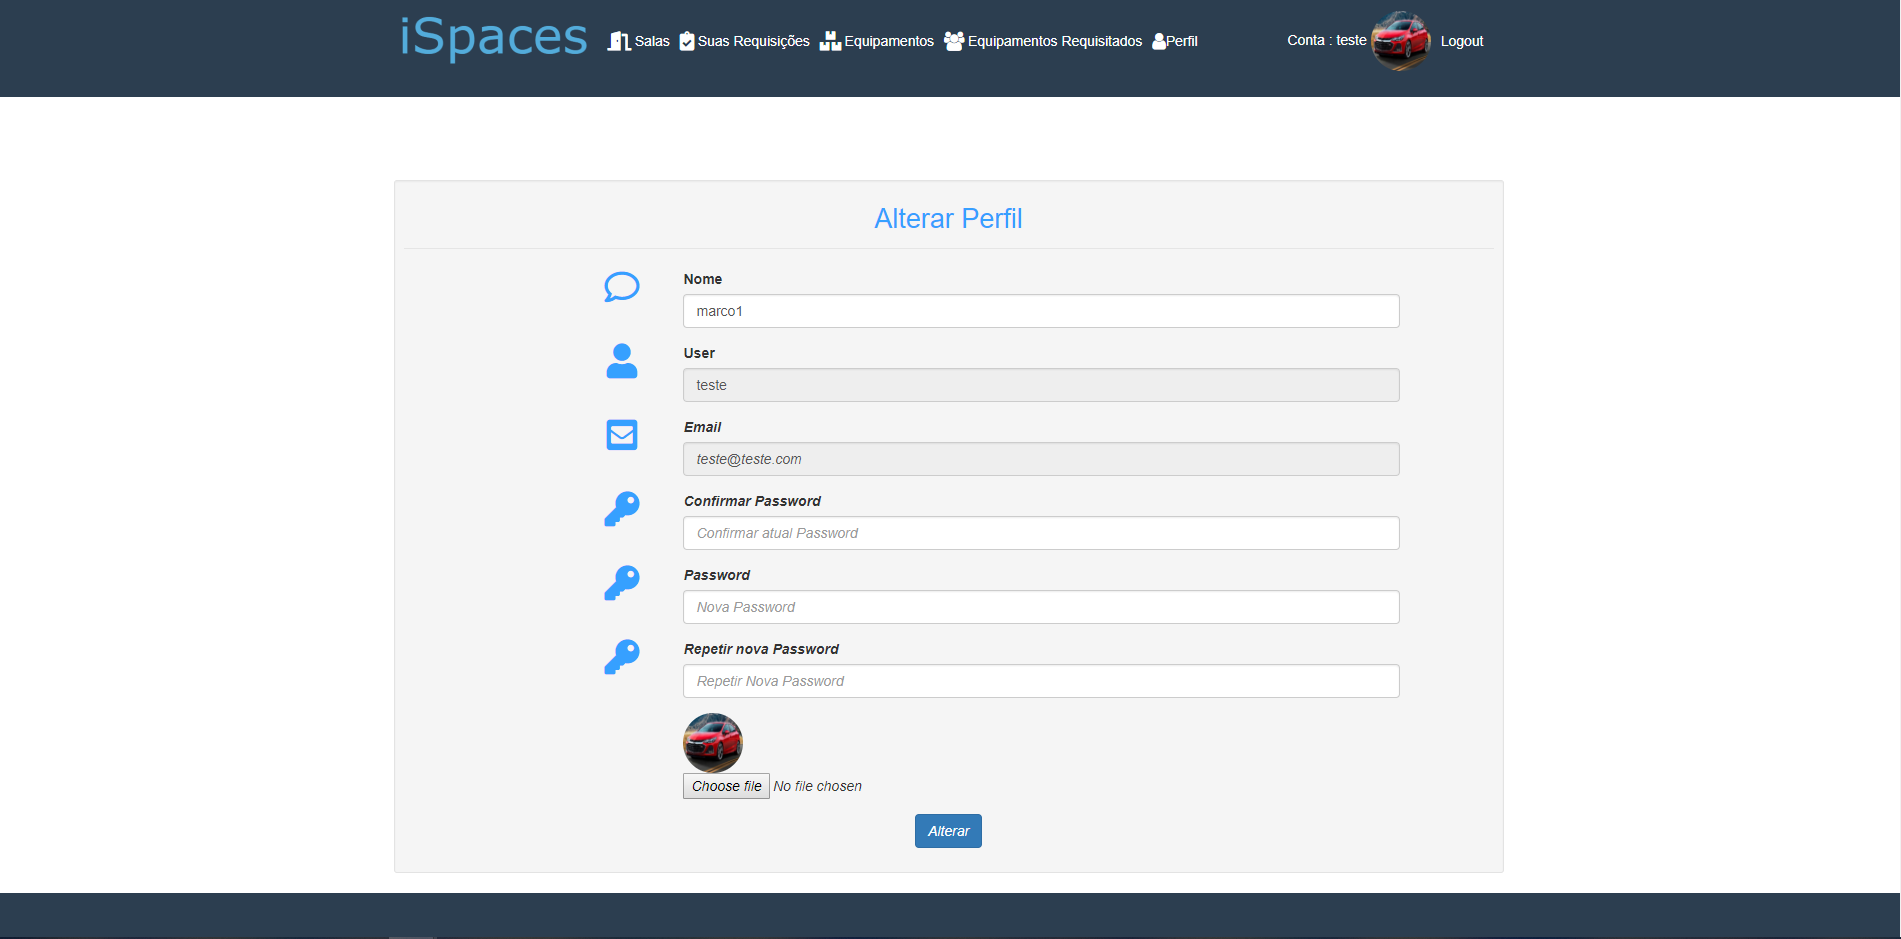 iSpaces Salas Suas Requisições Equipamentos Equipamentos Requisitados Perfil Conta : teste Logout
Alterar Perfil
Nome
marco1
User
teste
Email
teste@teste.com
Confirmar Password
Confirmar atual Password
Password
Nova Password
Repetir nova Password
Repetir Nova Password
Choose file No file chosen
Alterar